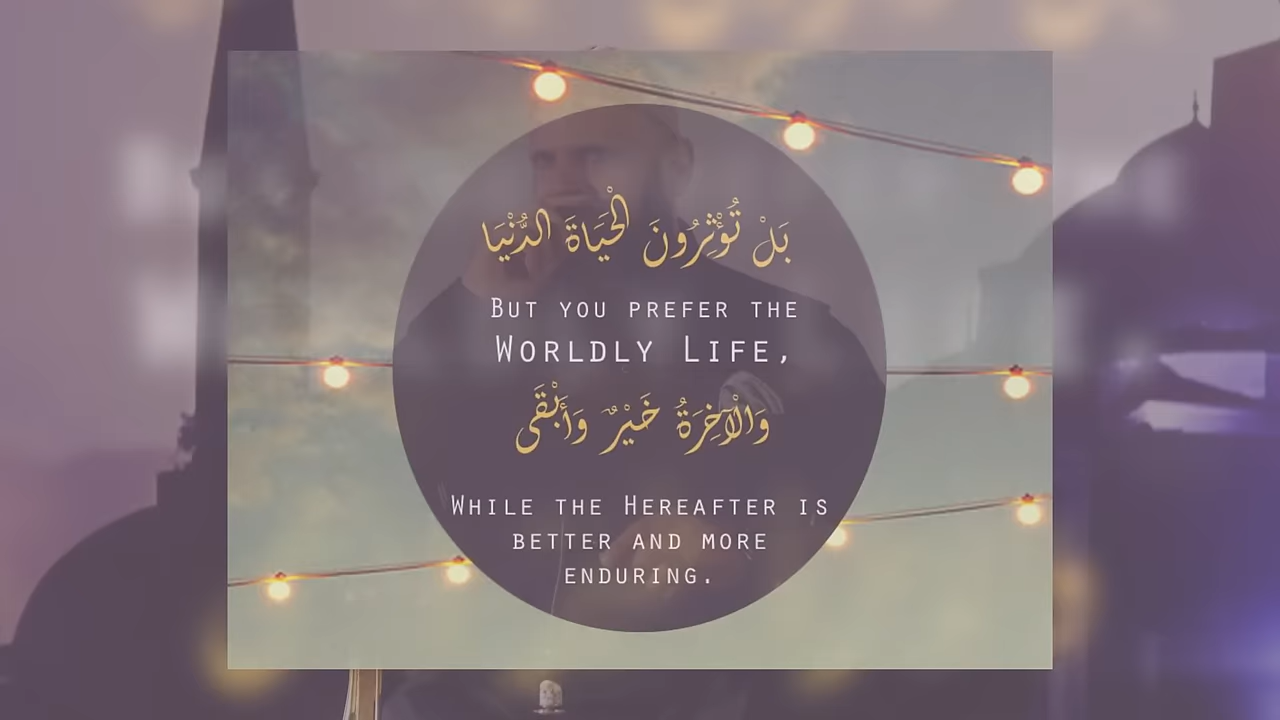 بَلْ تُؤْثِرُونَ الْحَيَاةَ الدُّنْيَا
But you prefer the
Worldly Life,
وَالْآخِرَةُ خَيْرٌ وَأَبْقَى
While the Hereafter is
better and more
enduring.